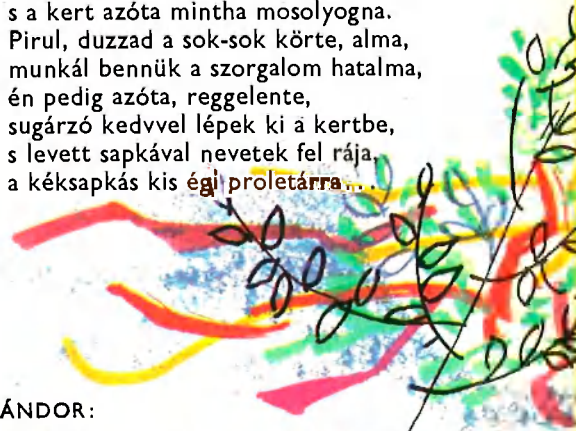 s a kert azóta mintha mosolyogna.
Pirul, duzzad a sok-sok körte, alma,
munkál bennük a szorgalom hatalma,
én pedig azóta, reggelente,
sugárzó kedvvel lépek ki a kertbe,
s levett sapkával nevetek fel rája,
a kéksapkás kis égi proletárra...
ÁNDOR: